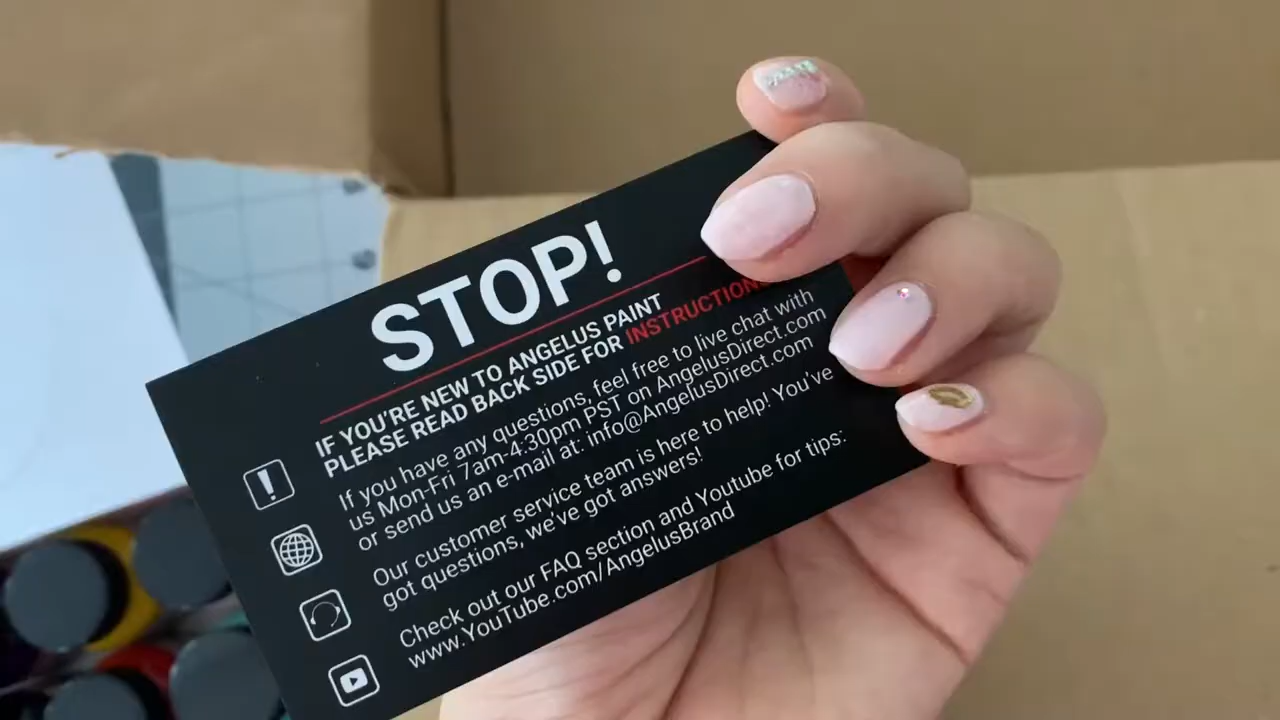 STOP!
IF YOU'RE NEW TO ANGELUS PAINT
PLEASE READ BACK SIDE FOR INSTRUCTIONS
If you have any questions, feel free to live chat with
us Mon-Fri 7am-4:30pm PST on AngelusDirect.com
or send us an e-mail at: info@AngelusDirect.com
Our customer service team is here to help! You've
got questions, we've got answers!
Check out our FAQ section and Youtube for tips:
www.YouTube.com/AngelusBrand